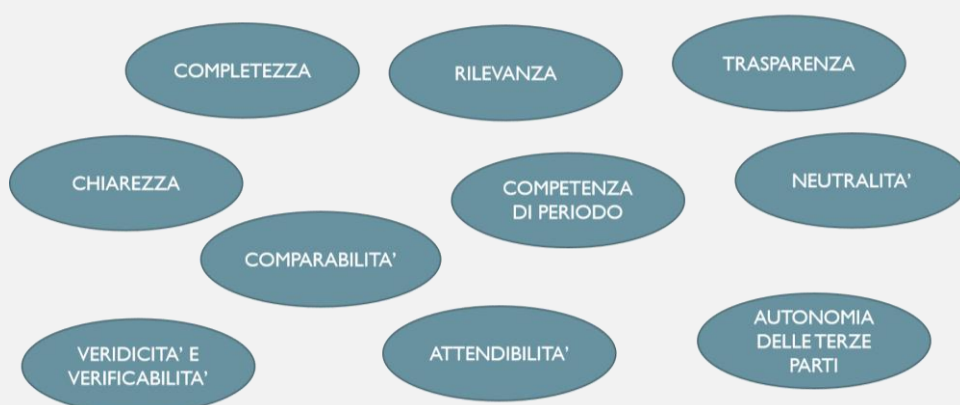 COMPLETEZZA
RILEVANZA
TRASPARENZA
CHIAREZZA
COMPETENZA
DI PERIODO
NEUTRALITA'
COMPARABILITA'
VERIDICITA' E
VERIFICABILITA'
ATTENDIBILITA'
AUTONOMIA
DELLE TERZE
PARTI